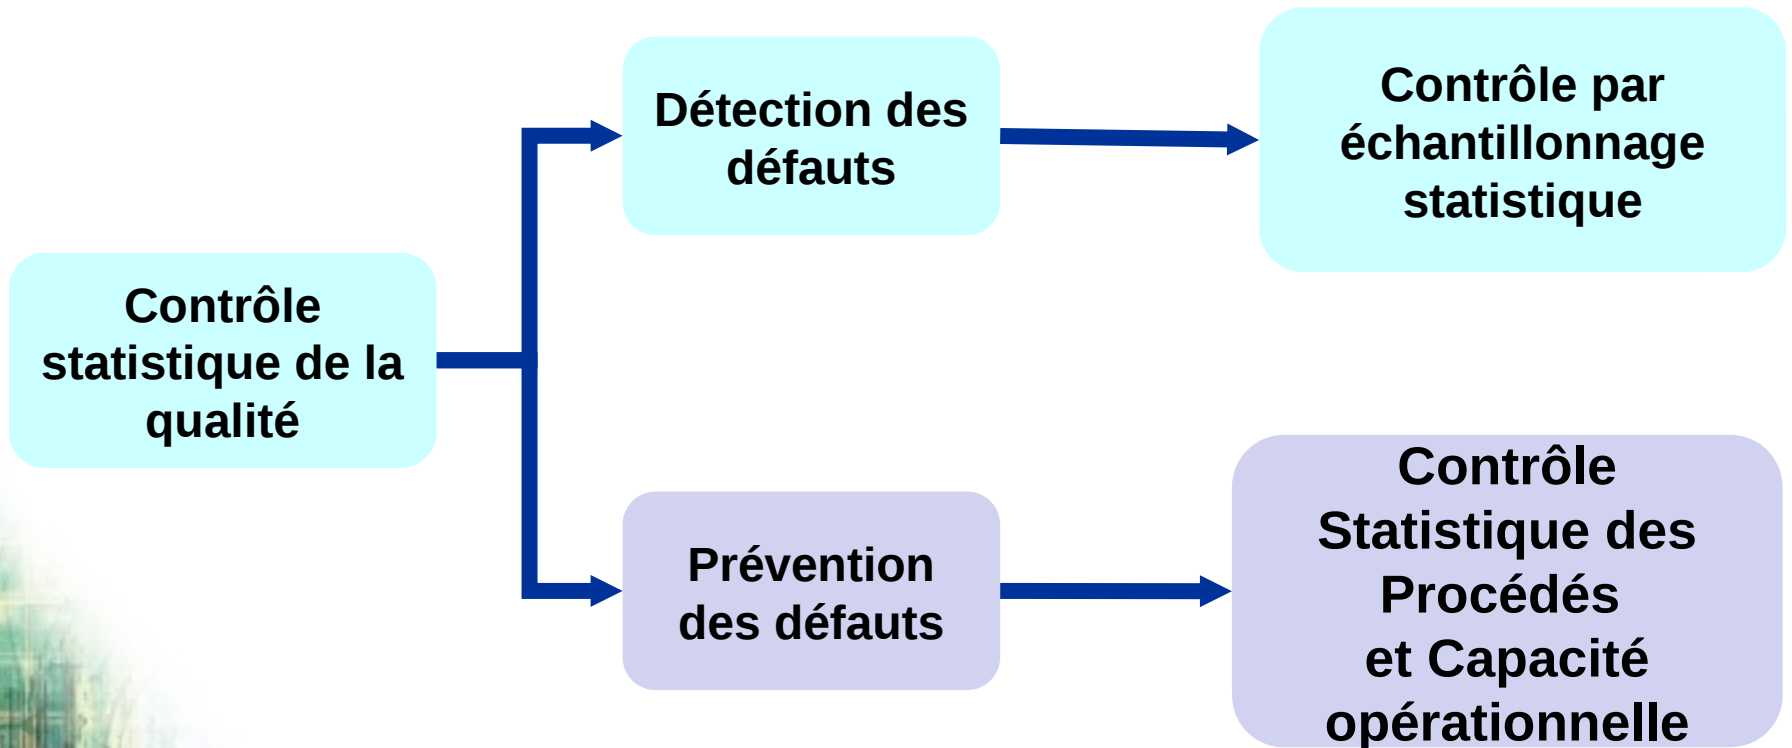 Contrôle
statistique de la
qualité
Détection des
défauts
Contrôle par
échantillonnage
statistique
Prévention
des défauts
Contrôle
Statistique des
Procédés
et Capacité
opérationnelle